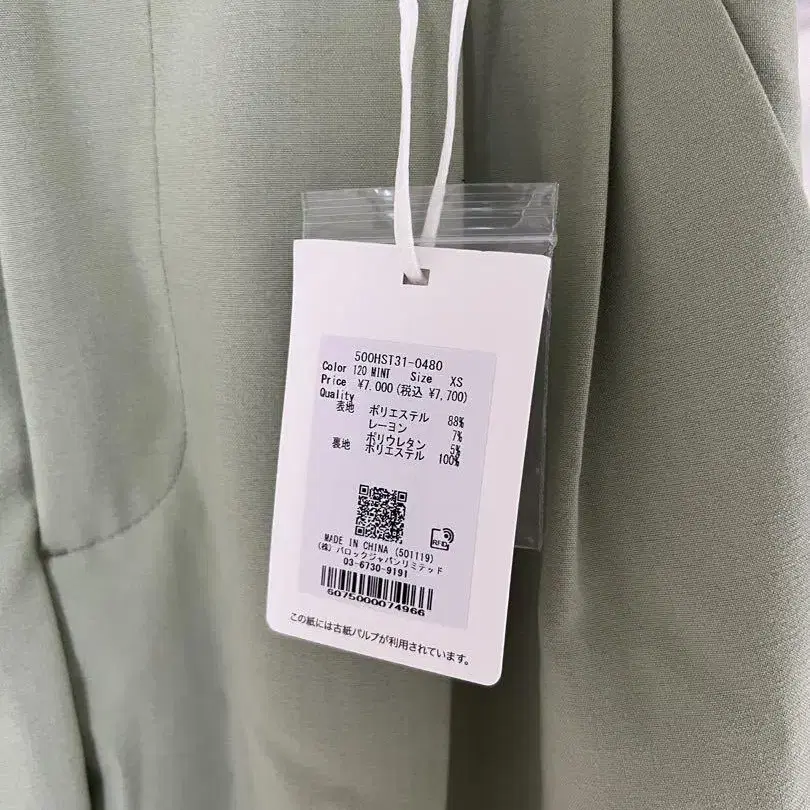 500HST31-0480
Color 120 MINT Size XS
Price ¥7,000(税込 ¥7,700)
Quality
表地 ポリエステル 88%
レーヨン 7%
ポリウレタン 5%
裏地 ポリエステル 100%
RFID
MADE IN CHINA (501119)
(株) バロックジャパンリミテッド
03-6730-9191
6075000074966
この紙には古紙パルプが利用されています。